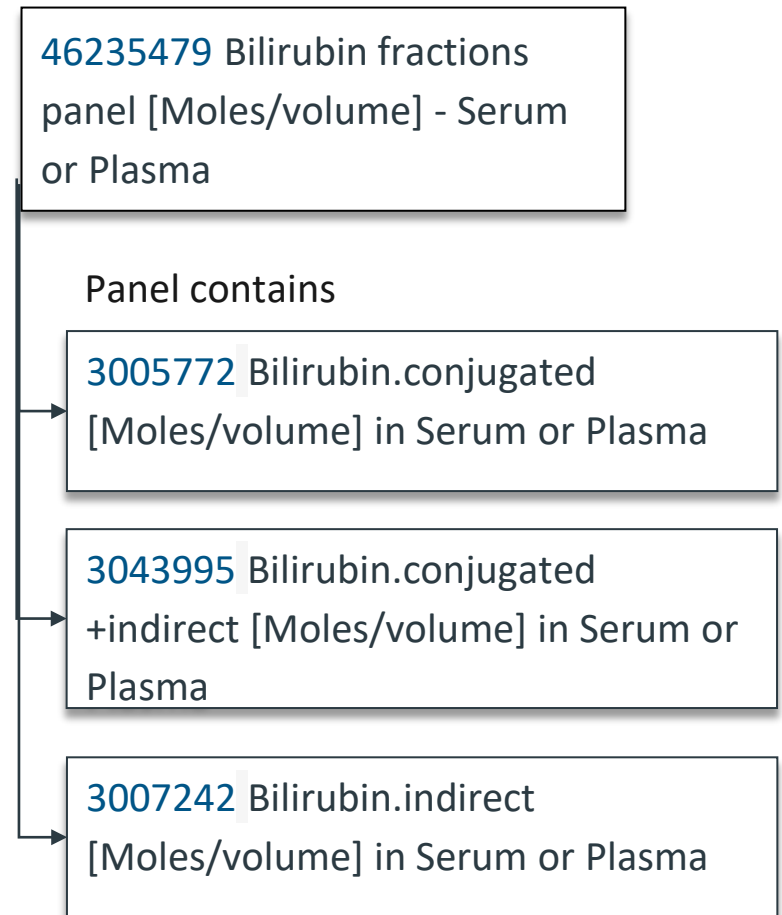 46235479 Bilirubin fractions
panel [Moles/volume] - Serum
or Plasma
Panel contains
3005772 Bilirubin.conjugated
[Moles/volume] in Serum or Plasma
3043995 Bilirubin.conjugated
+indirect [Moles/volume] in Serum or
Plasma
3007242 Bilirubin.indirect
[Moles/volume] in Serum or Plasma